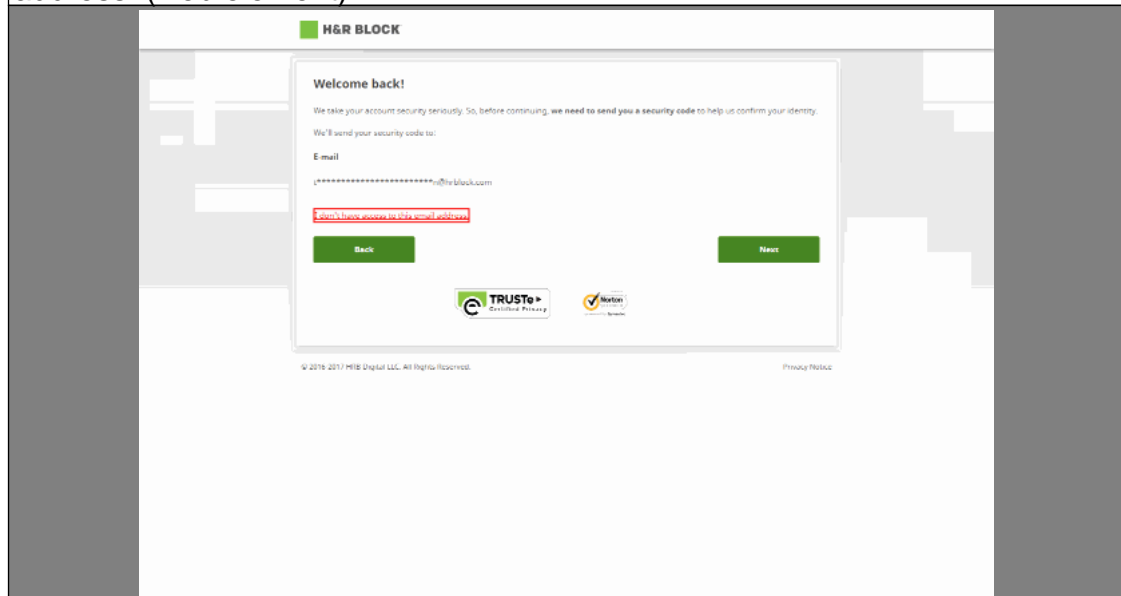 H&R BLOCK
Welcome back!
We take your account security seriously. So, before continuing, we need to send you a security code to help us confirm your identity.
We'll send your security code to:
E-mail
t************************n@hrblock.com
I don't have access to this email address.
Back Next
TRUSTe
Certified Privacy
Norton
© 2016-2017 HRB Digital LLC. All Rights Reserved. Privacy Notice